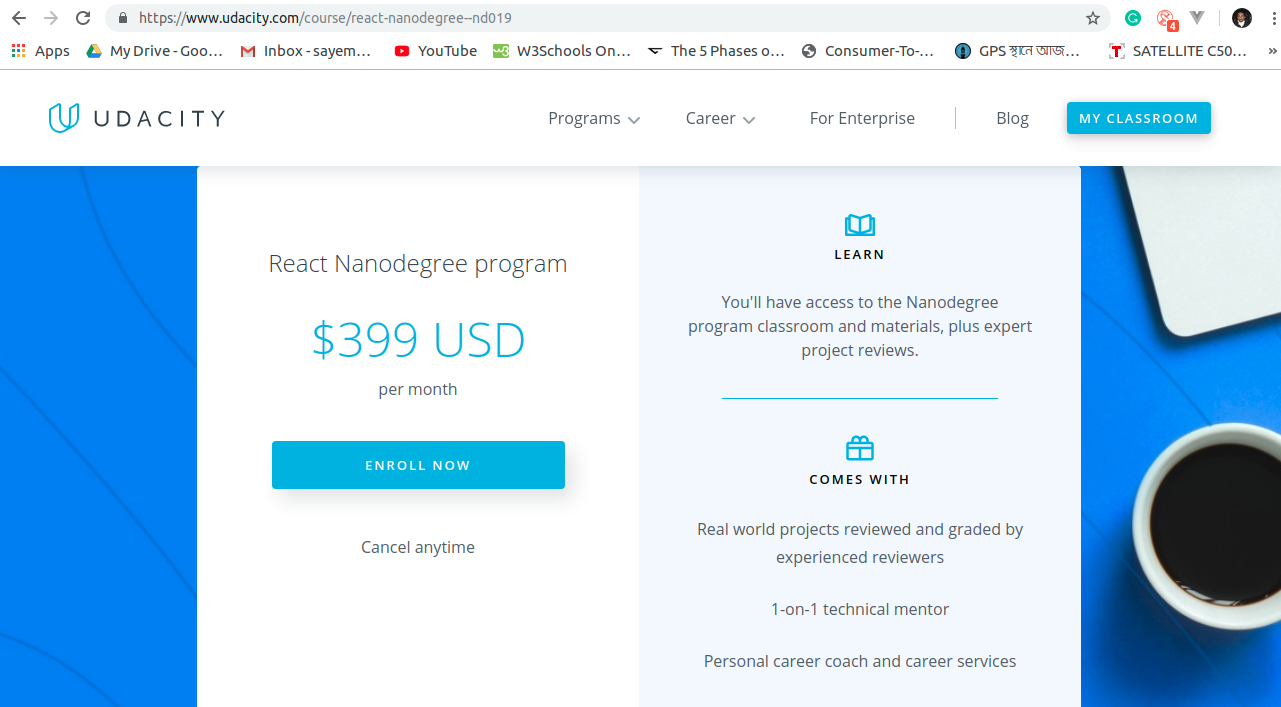 https://www.udacity.com/course/react-nanodegree--nd019
4
Apps My Drive - Goo... Inbox - sayem... YouTube W3Schools On... The 5 Phases o... Consumer-To-... GPS স্থানে আজ... SATELLITE C50... »
UDACITY Programs Career For Enterprise Blog MY CLASSROOM
React Nanodegree program
$399 USD
per month
ENROLL NOW
Cancel anytime
LEARN
You'll have access to the Nanodegree
program classroom and materials, plus expert
project reviews.
COMES WITH
Real world projects reviewed and graded by
experienced reviewers
1-on-1 technical mentor
Personal career coach and career services